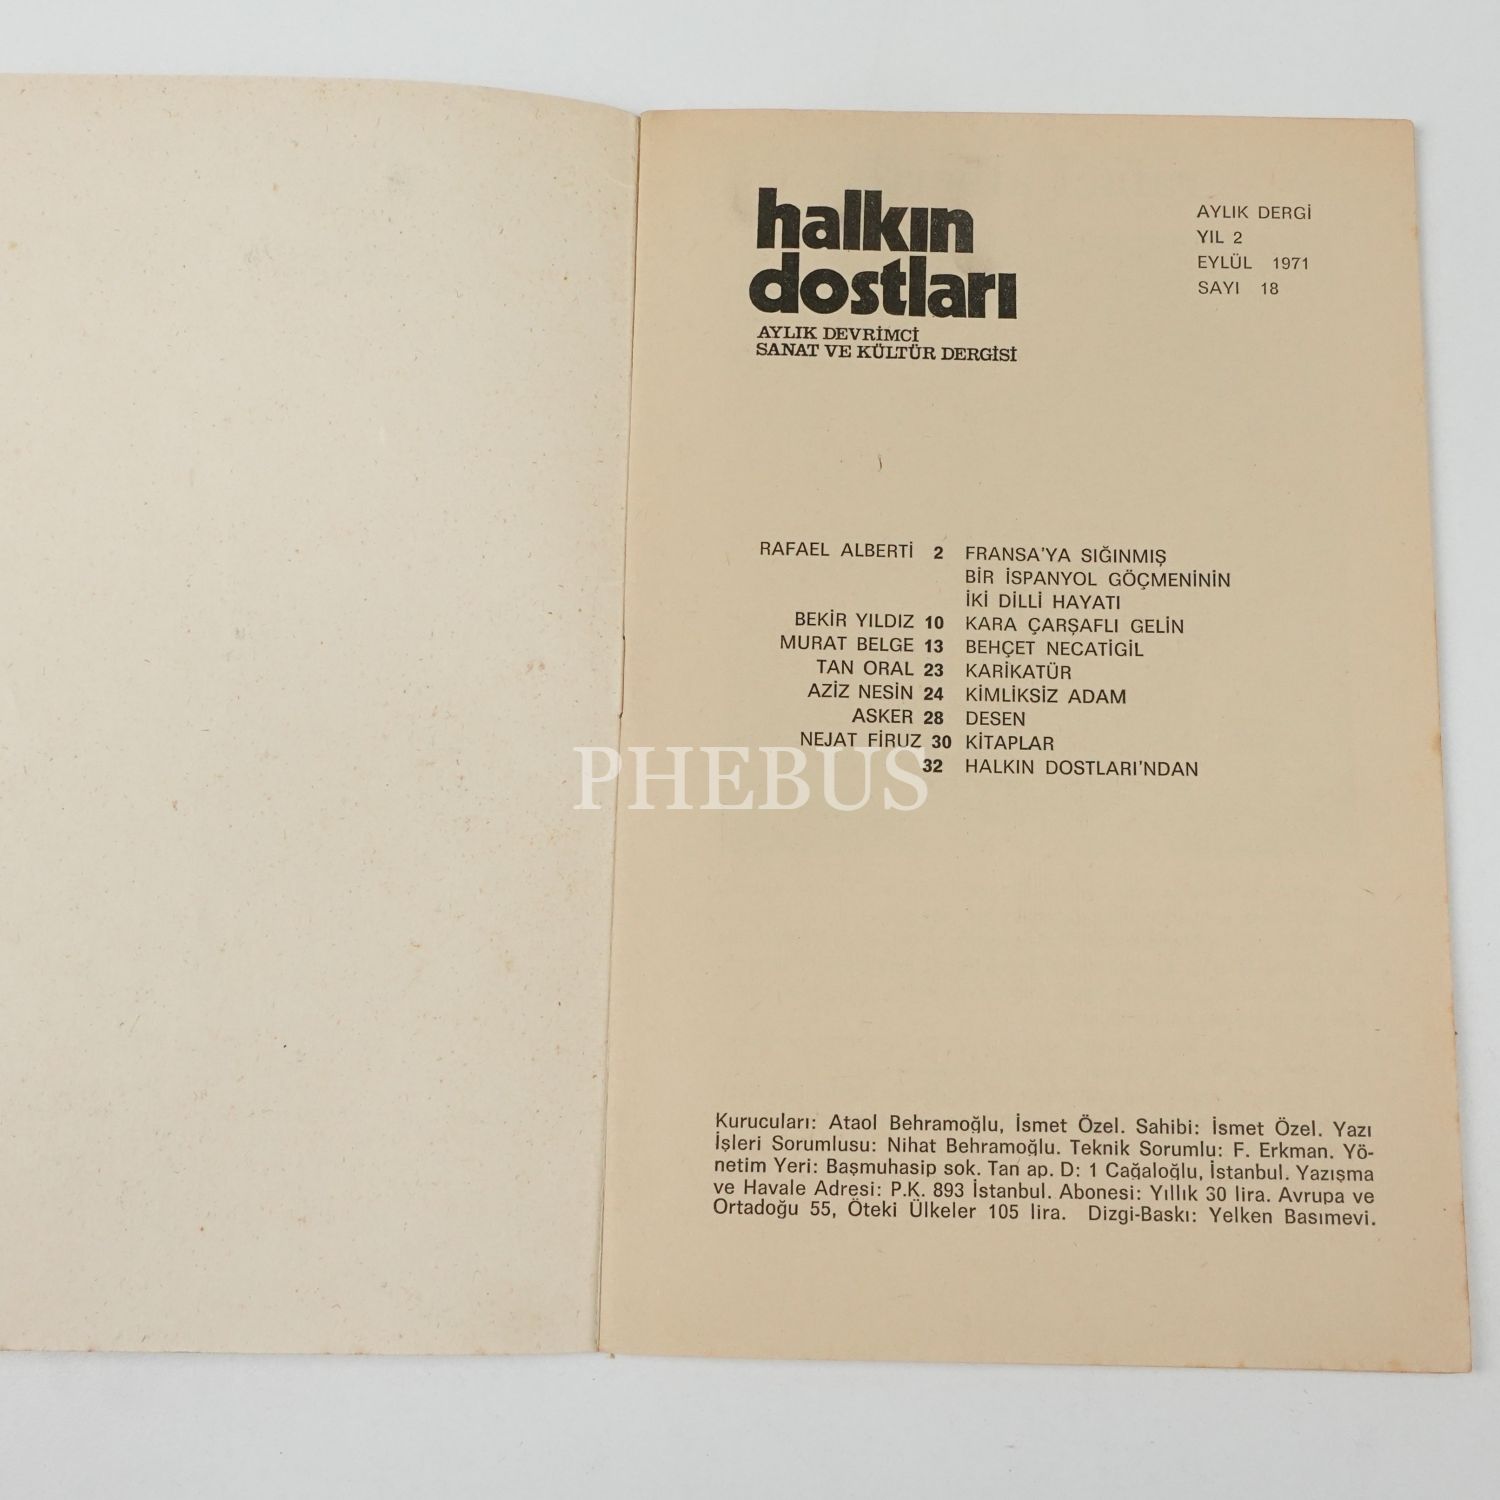 halkın
dostları
AYLIK DEVRİMCİ
SANAT VE KÜLTÜR DERGİSİ
AYLIK DERGİ
YIL 2
EYLÜL 1971
SAYI 18
RAFAEL ALBERTİ 2 FRANSA'YA SIĞINMIŞ
BİR İSPANYOL GÖÇMENİNİN
İKİ DİLLİ HAYATI
BEKİR YILDIZ 10 KARA ÇARŞAFLI GELİN
MURAT BELGE 13 BEHÇET NECATİGİL
TAN ORAL 23 KARİKATÜR
AZİZ NESİN 24 KİMLİKSİZ ADAM
ASKER 28 DESEN
NEJAT FİRUZ 30 KİTAPLAR
32 HALKIN DOSTLARI'NDAN
PHEBUS
Kurucuları: Ataol Behramoğlu, İsmet Özel. Sahibi: İsmet Özel. Yazı
İşleri Sorumlusu: Nihat Behramoğlu. Teknik Sorumlu: F. Erkman. Yö-
netim Yeri: Başmuhasip sok. Tan ap. D: 1 Cağaloğlu, İstanbul. Yazışma
ve Havale Adresi: P.K. 893 İstanbul. Abonesi: Yıllık 30 lira. Avrupa ve
Ortadoğu 55, Öteki Ülkeler 105 lira. Dizgi-Baskı: Yelken Basımevi.